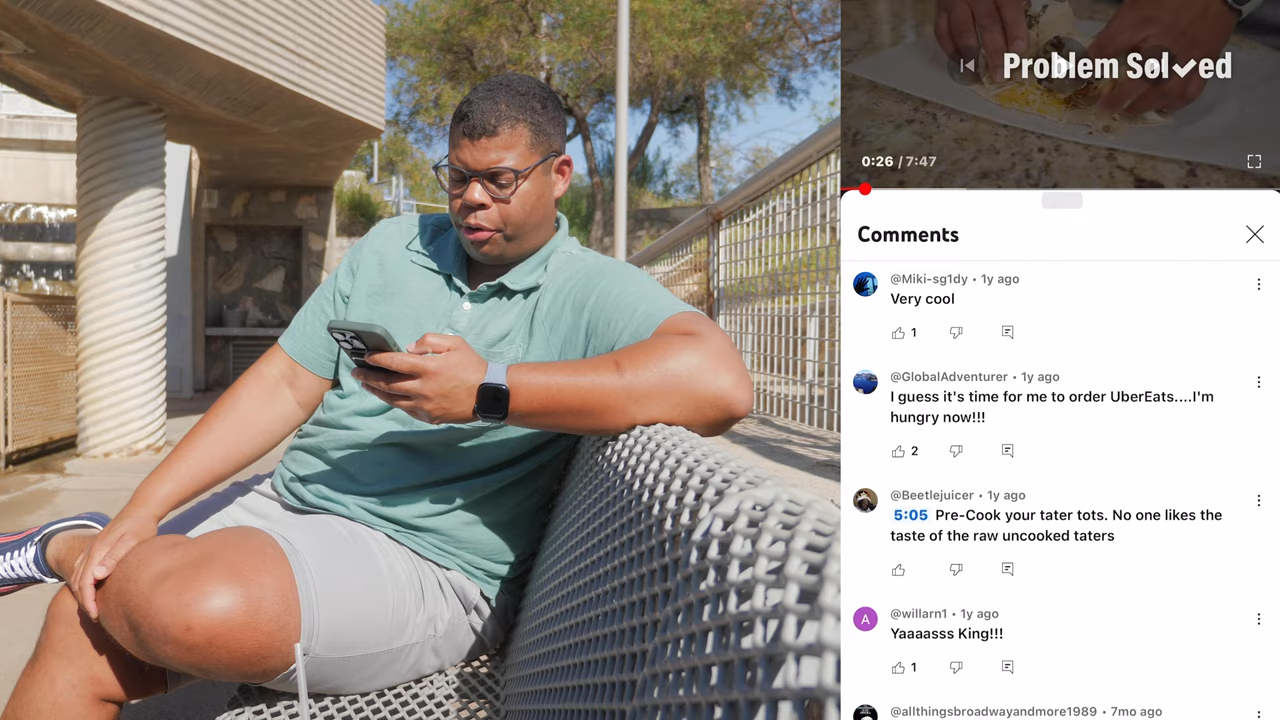 Problem Solved
0:26 / 7:47
Comments
@Miki-sg1dy • 1y ago
Very cool
1
@GlobalAdventurer • 1y ago
I guess it's time for me to order UberEats....I'm
hungry now!!!
2
@Beetlejuicer • 1y ago
5:05 Pre-Cook your tater tots. No one likes the
taste of the raw uncooked taters
A
@willarn1 • 1y ago
Yaaaasss King!!!
1
@allthingsbroadwayandmore1989 • 7mo ago